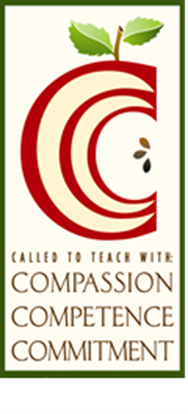 CALLED TO TEACH WITH:
COMPASSION
COMPETENCE
COMMITMENT